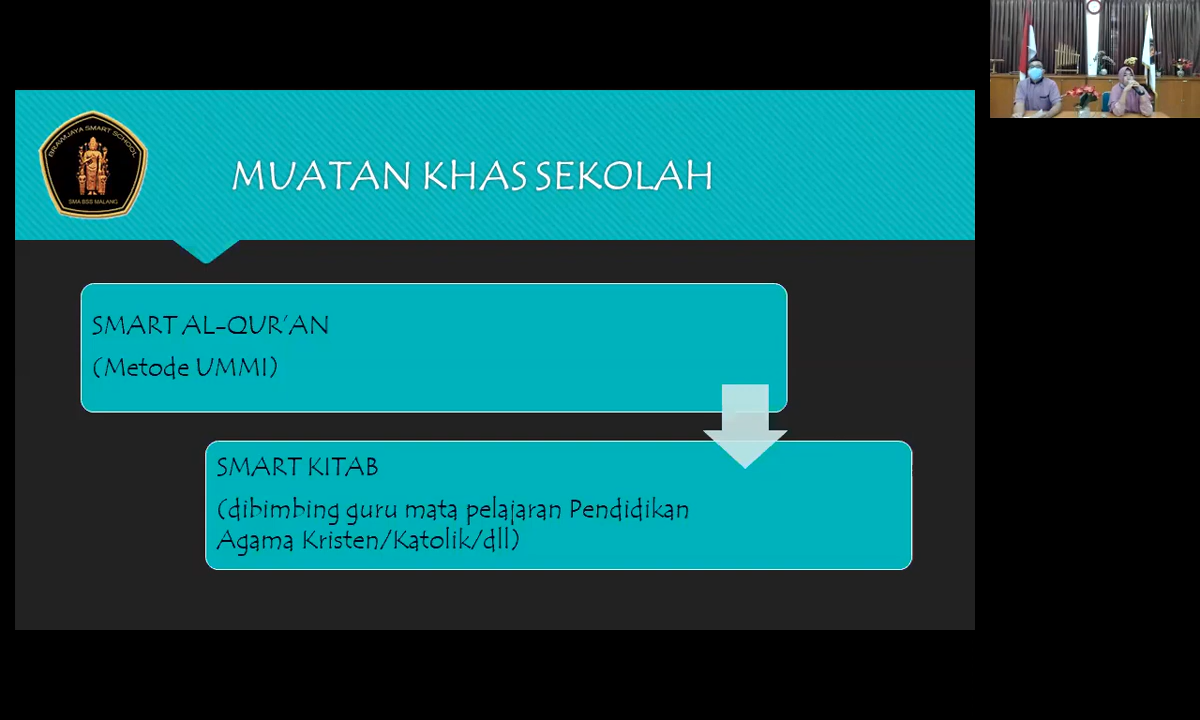 BRAWIJAYA SMART SCHOOL
SMA BSS MALANG
MUATAN KHAS SEKOLAH
SMART AL-QUR'AN
(Metode UMMI)
SMART KITAB
(dibimbing guru mata pelajaran Pendidikan
Agama Kristen/Katolik/dll)